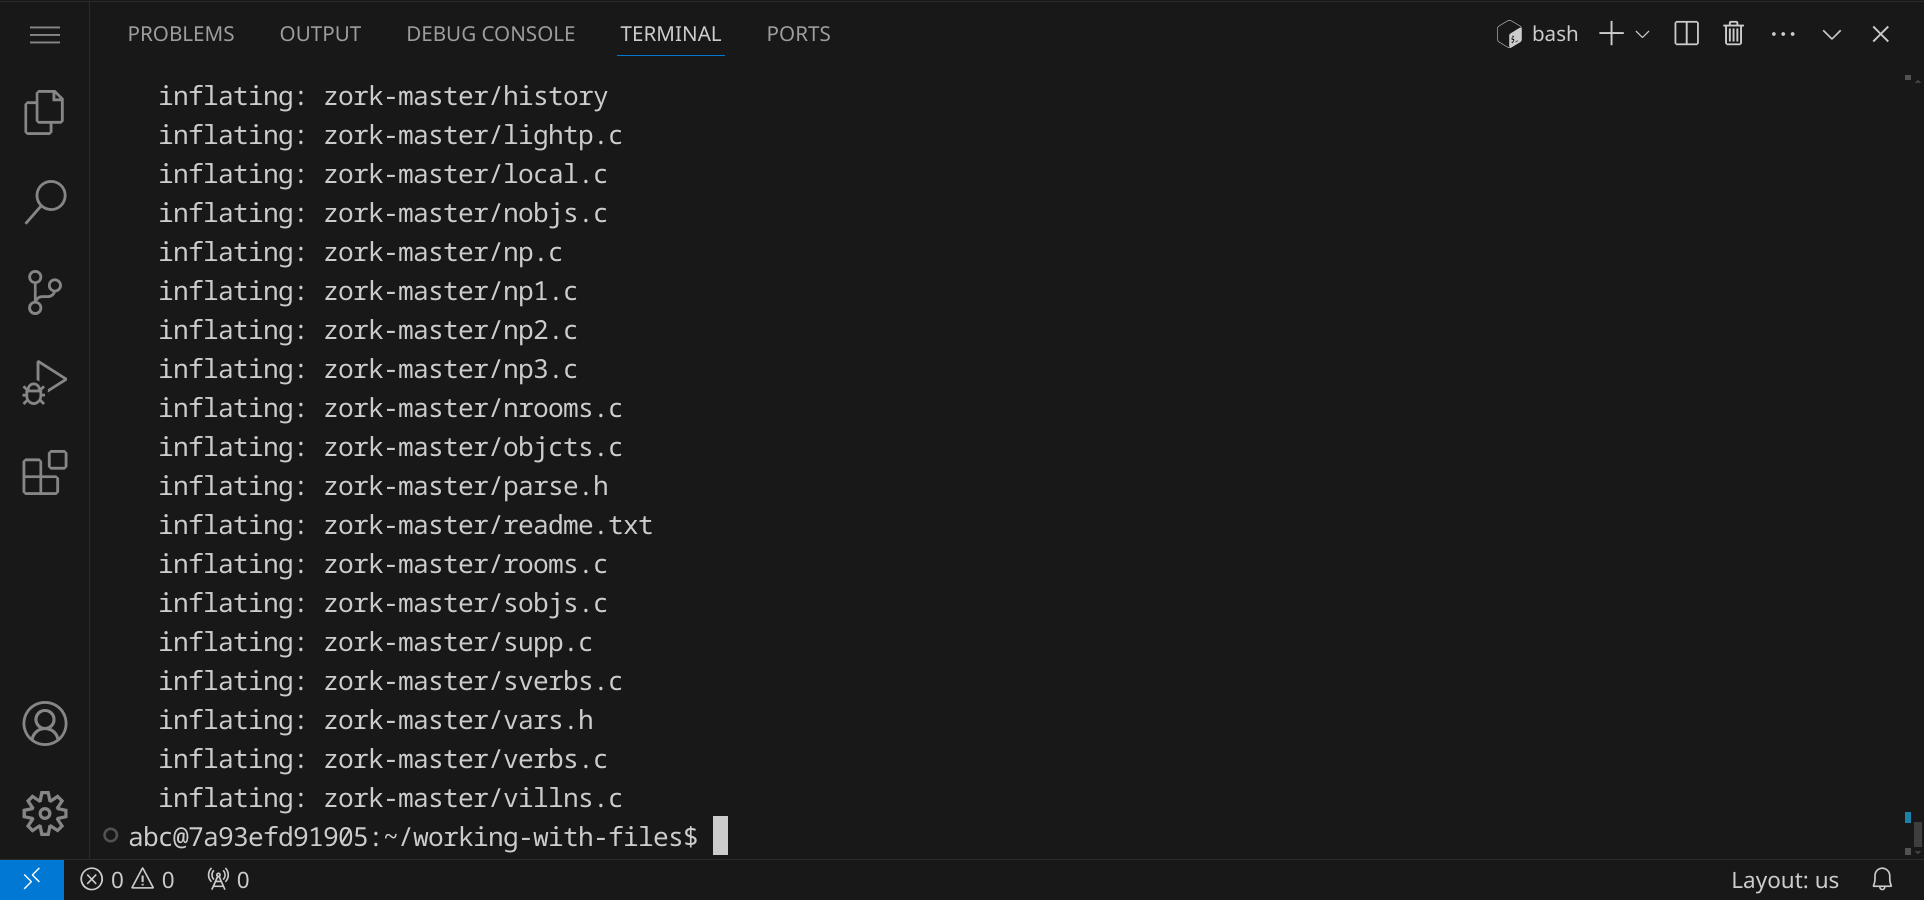 PROBLEMS OUTPUT DEBUG CONSOLE TERMINAL PORTS bash
inflating: zork-master/history
inflating: zork-master/lightp.c
inflating: zork-master/local.c
inflating: zork-master/nobjs.c
inflating: zork-master/np.c
inflating: zork-master/np1.c
inflating: zork-master/np2.c
inflating: zork-master/np3.c
inflating: zork-master/nrooms.c
inflating: zork-master/objcts.c
inflating: zork-master/parse.h
inflating: zork-master/readme.txt
inflating: zork-master/rooms.c
inflating: zork-master/sobjs.c
inflating: zork-master/supp.c
inflating: zork-master/sverbs.c
inflating: zork-master/vars.h
inflating: zork-master/verbs.c
inflating: zork-master/villns.c
abc@7a93efd91905:~/working-with-files$
0 0 0 Layout: us